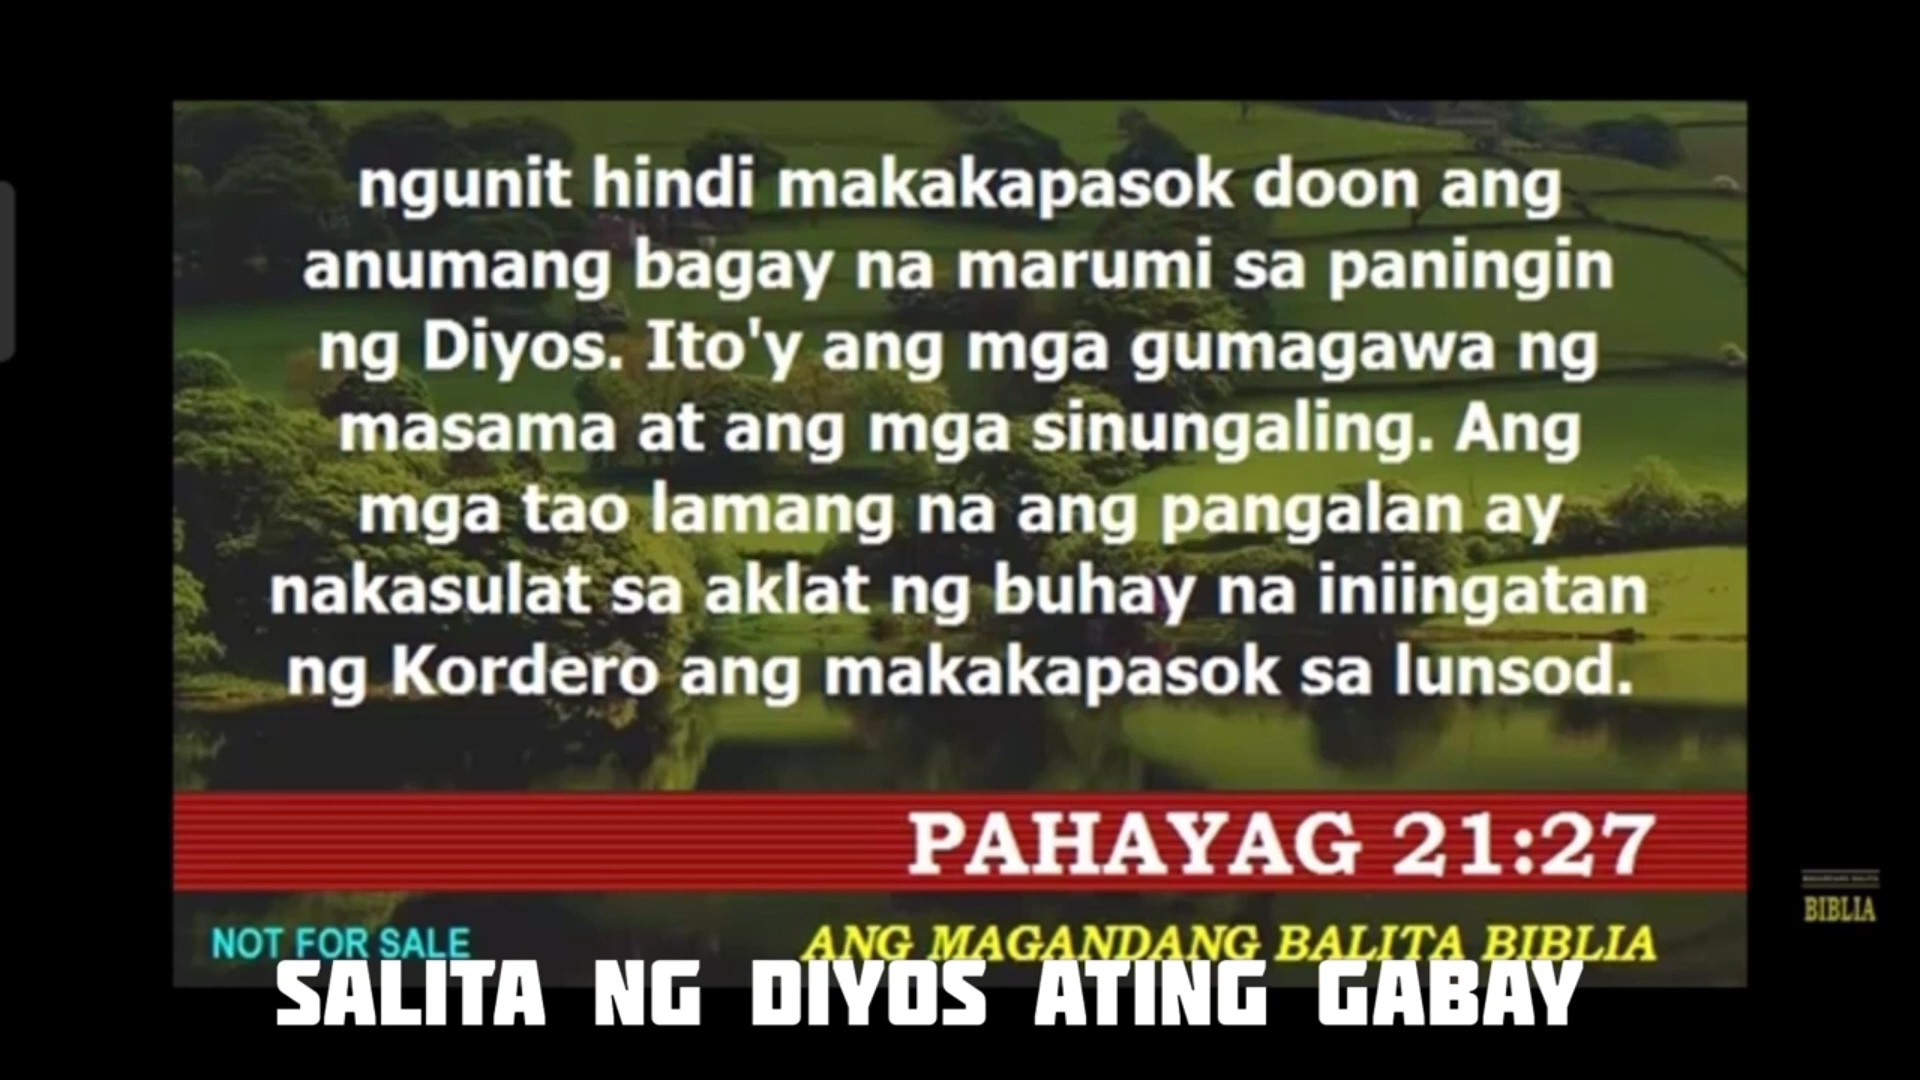 ngunit hindi makakapasok doon ang
anumang bagay na marumi sa paningin
ng Diyos. Ito'y ang mga gumagawa ng
masama at ang mga sinungaling. Ang
mga tao lamang na ang pangalan ay
nakasulat sa aklat ng buhay na iniingatan
ng Kordero ang makakapasok sa lunsod.
PAHAYAG 21:27
NOT FOR SALE
ANG MAGANDANG BALITA BIBLIA
SALITA NG DIYOS ATING GABAY
BIBLIA